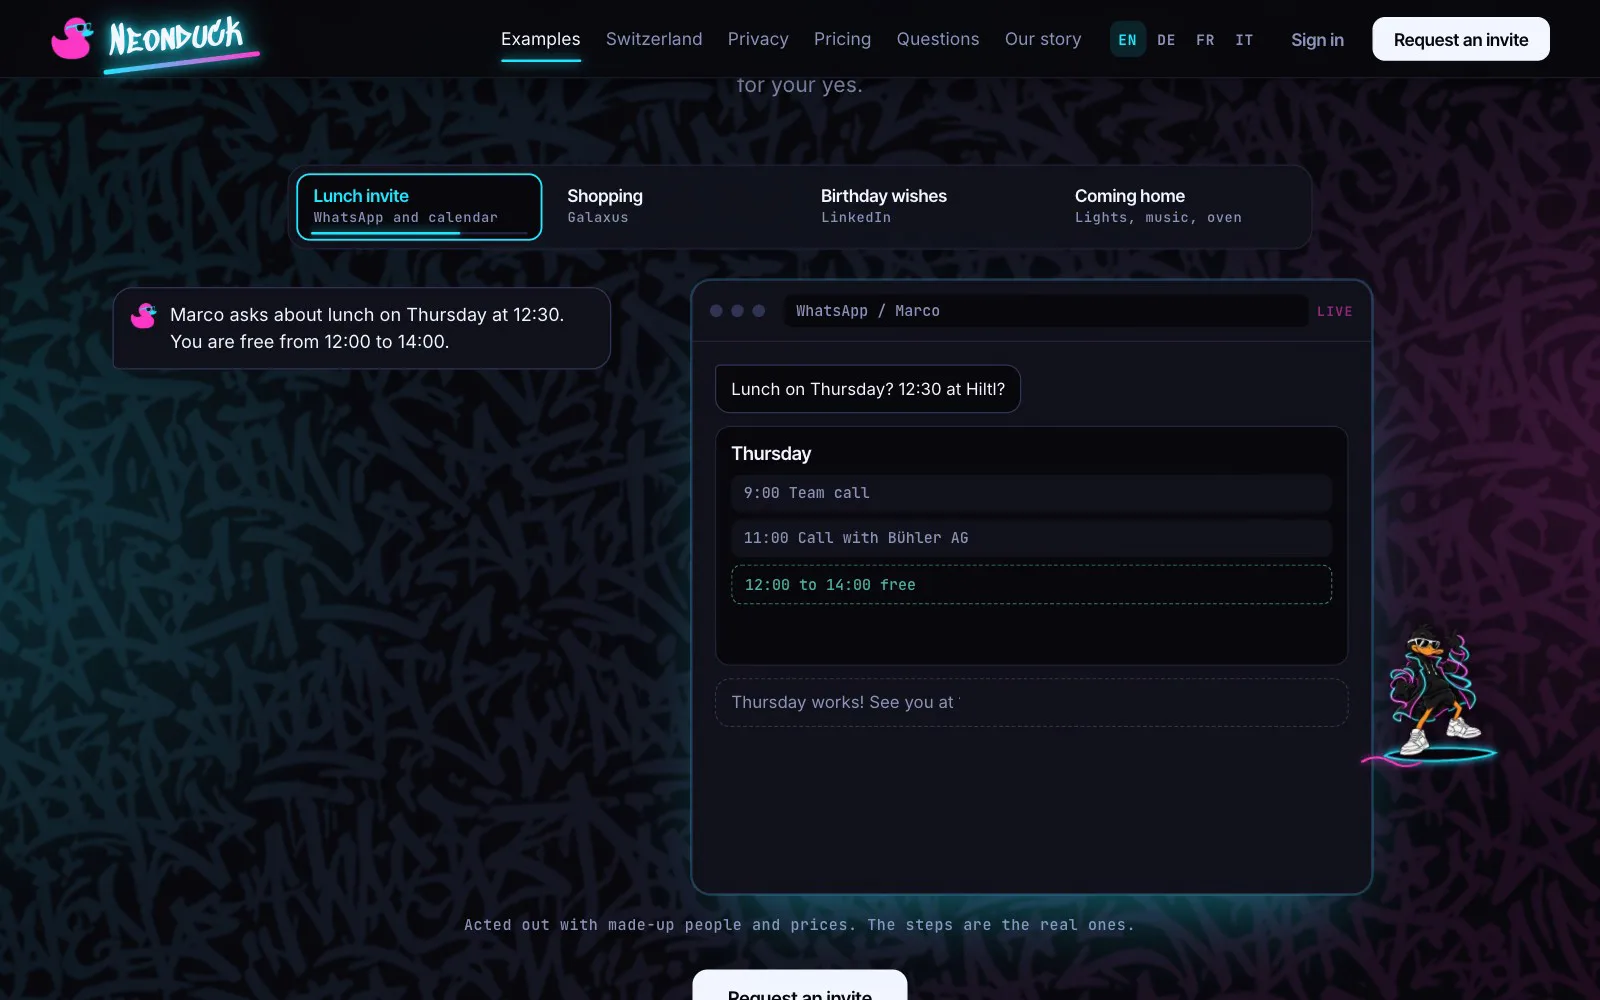 NEONDUCK
Examples
Switzerland
Privacy
Pricing
Questions
Our story
EN
DE
FR
IT
Sign in
Request an invite
for your yes.
Lunch invite
WhatsApp and calendar
Shopping
Galaxus
Birthday wishes
LinkedIn
Coming home
Lights, music, oven
Marco asks about lunch on Thursday at 12:30.
You are free from 12:00 to 14:00.
WhatsApp / Marco
LIVE
Lunch on Thursday? 12:30 at Hiltl?
Thursday
9:00 Team call
11:00 Call with Bühler AG
12:00 to 14:00 free
Thursday works! See you at
Acted out with made-up people and prices. The steps are the real ones.
Request an invite